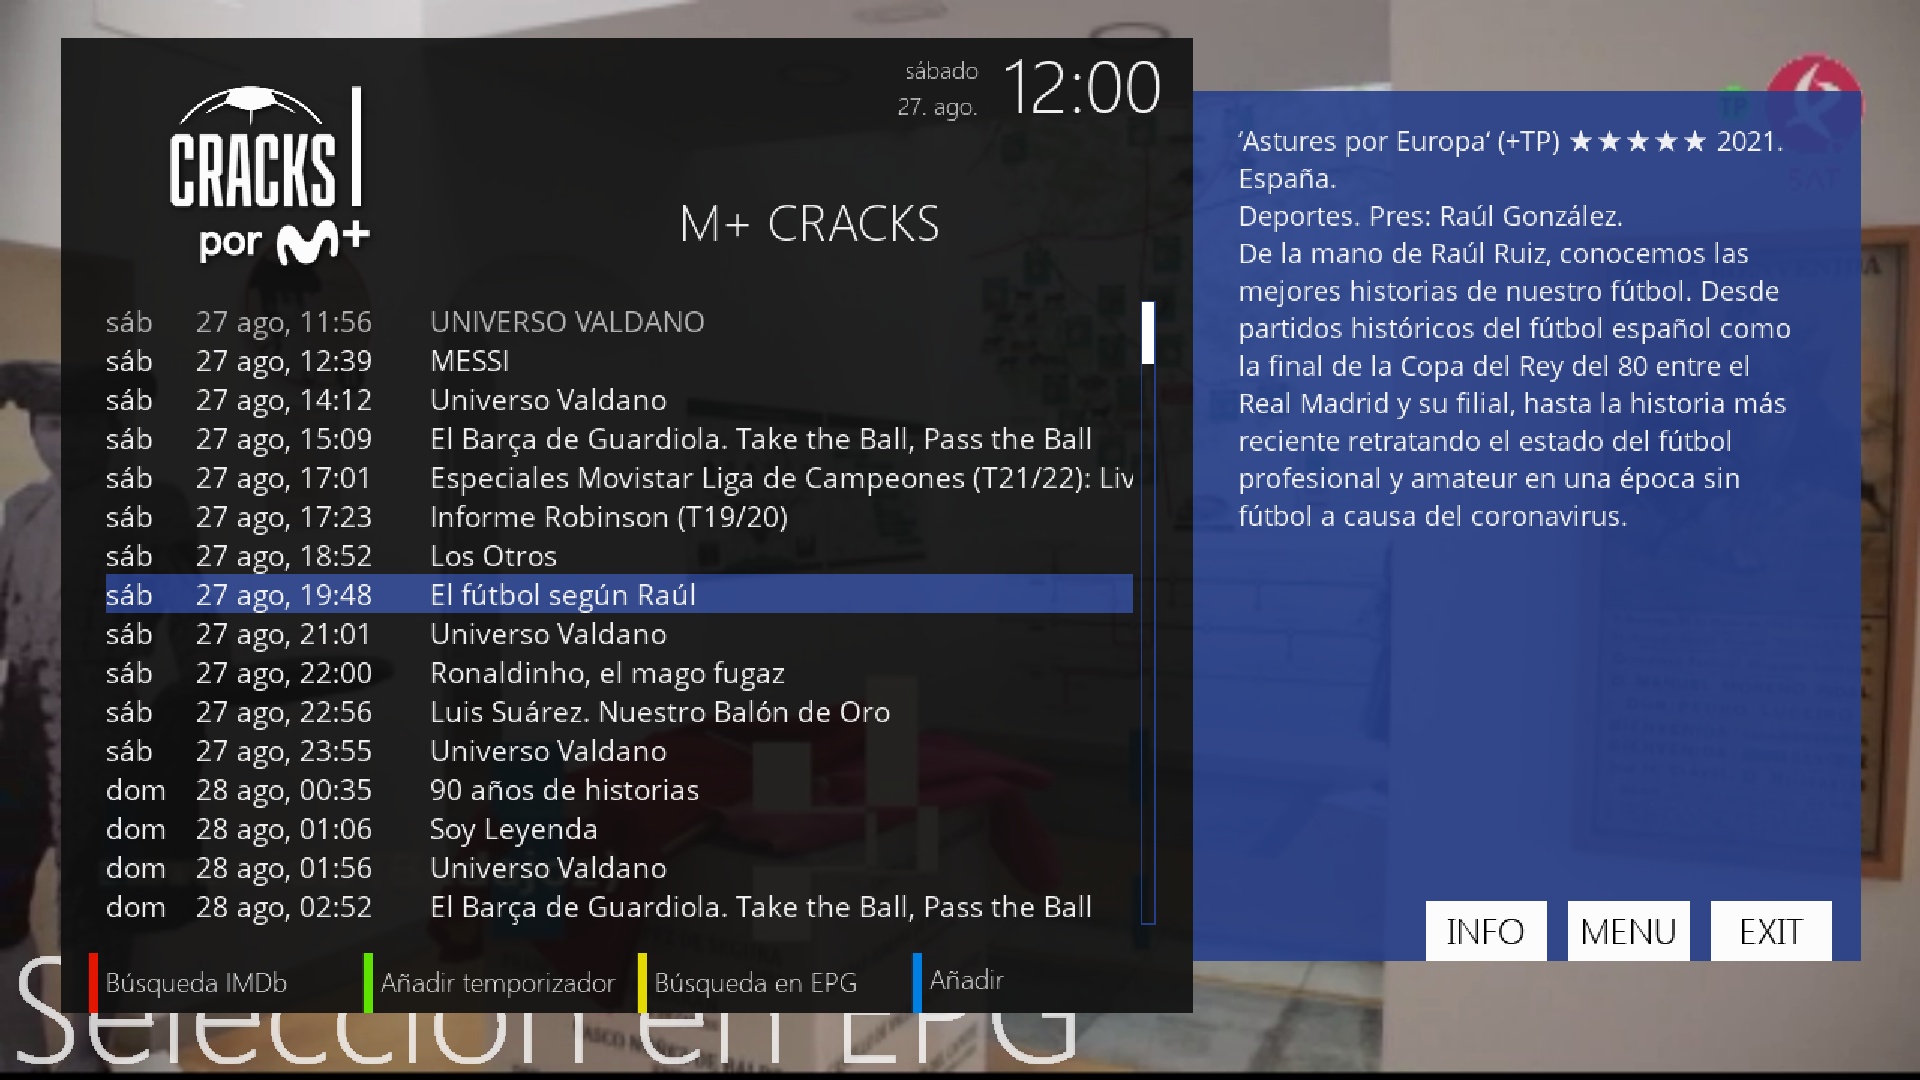 CRACKS
por M+
sábado
27. ago.
12:00
M+ CRACKS
sáb 27 ago, 11:56 UNIVERSO VALDANO
sáb 27 ago, 12:39 MESSI
sáb 27 ago, 14:12 Universo Valdano
sáb 27 ago, 15:09 El Barça de Guardiola. Take the Ball, Pass the Ball
sáb 27 ago, 17:01 Especiales Movistar Liga de Campeones (T21/22): Liv
sáb 27 ago, 17:23 Informe Robinson (T19/20)
sáb 27 ago, 18:52 Los Otros
sáb 27 ago, 19:48 El fútbol según Raúl
sáb 27 ago, 21:01 Universo Valdano
sáb 27 ago, 22:00 Ronaldinho, el mago fugaz
sáb 27 ago, 22:56 Luis Suárez. Nuestro Balón de Oro
sáb 27 ago, 23:55 Universo Valdano
dom 28 ago, 00:35 90 años de historias
dom 28 ago, 01:06 Soy Leyenda
dom 28 ago, 01:56 Universo Valdano
dom 28 ago, 02:52 El Barça de Guardiola. Take the Ball, Pass the Ball
Búsqueda IMDb
Añadir temporizador
Búsqueda en EPG
Añadir
Selección en EPG
TP
SAT
‘Astures por Europa‘ (+TP) ★★★★★ 2021.
España.
Deportes. Pres: Raúl González.
De la mano de Raúl Ruiz, conocemos las
mejores historias de nuestro fútbol. Desde
partidos históricos del fútbol español como
la final de la Copa del Rey del 80 entre el
Real Madrid y su filial, hasta la historia más
reciente retratando el estado del fútbol
profesional y amateur en una época sin
fútbol a causa del coronavirus.
INFO
MENU
EXIT